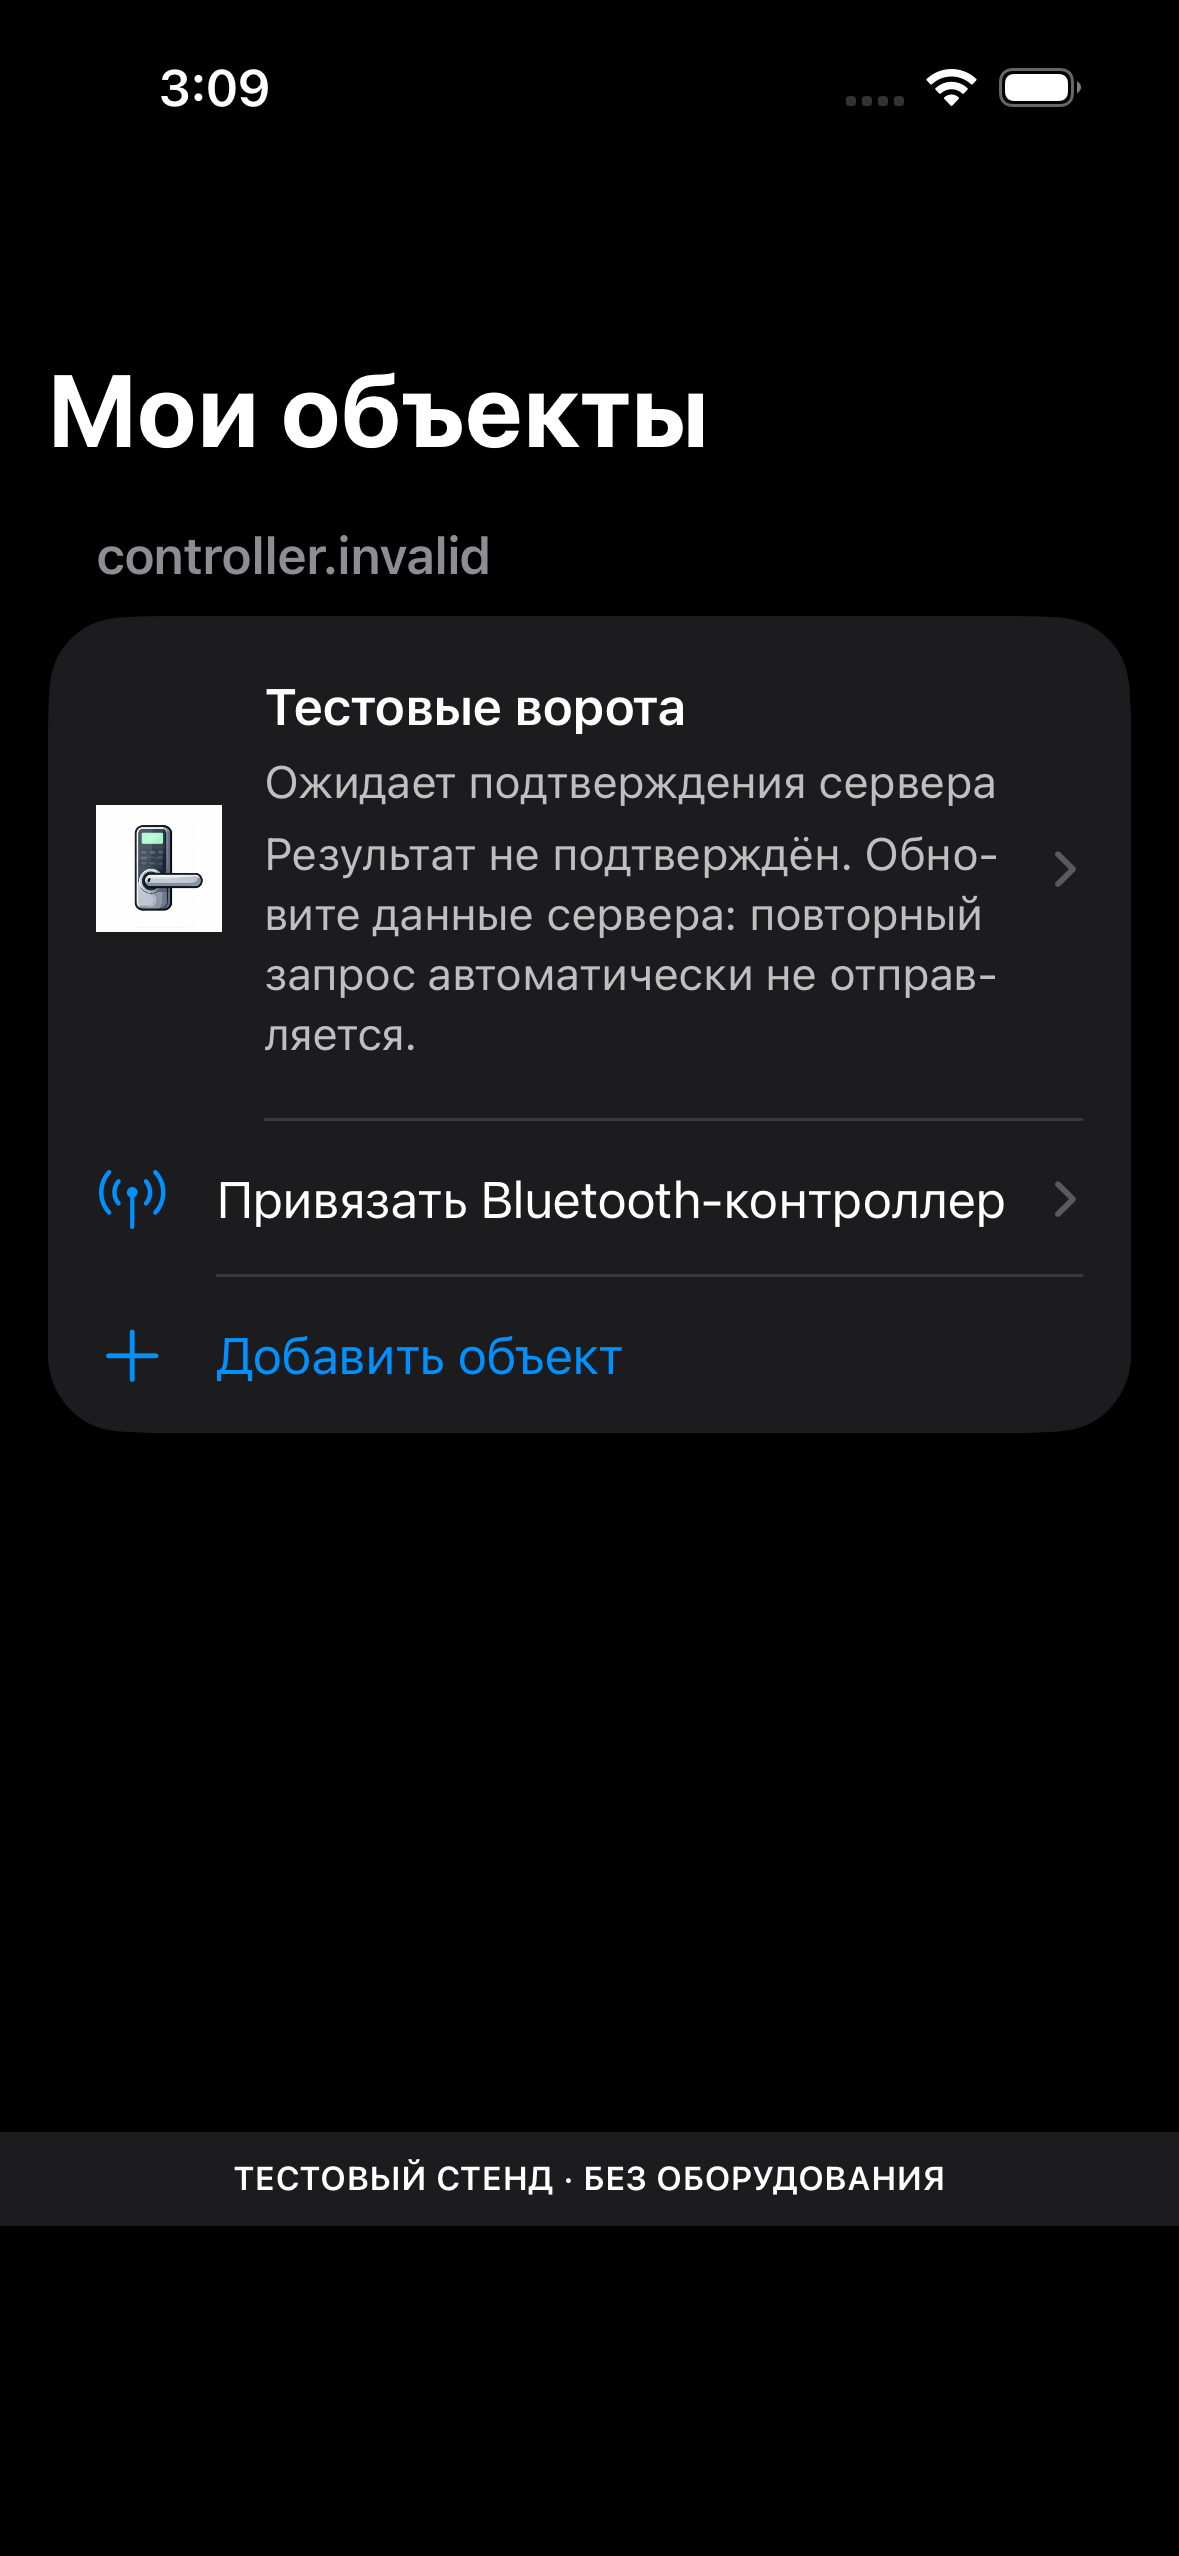 3:09
Мои объекты
controller.invalid
Тестовые ворота
Ожидает подтверждения сервера
Результат не подтверждён. Обно-
вите данные сервера: повторный
запрос автоматически не отправ-
ляется.
Привязать Bluetooth-контроллер
Добавить объект
ТЕСТОВЫЙ СТЕНД · БЕЗ ОБОРУДОВАНИЯ